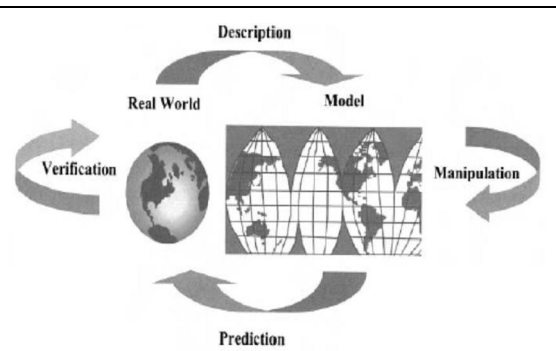 Description
Real World
Model
Verification
Manipulation
Prediction